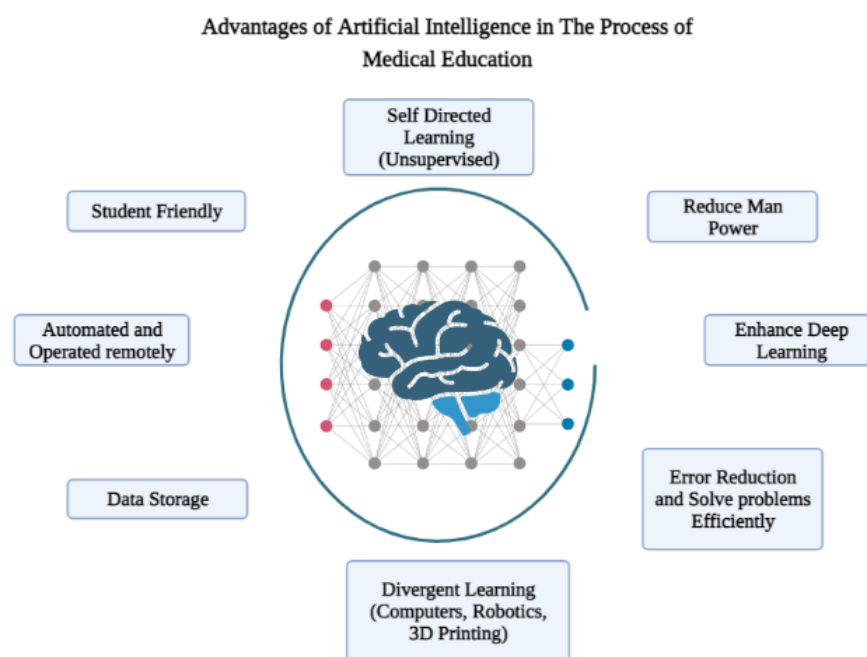 Advantages of Artificial Intelligence in The Process of
Medical Education
Self Directed
Learning
(Unsupervised)
Student Friendly
Reduce Man
Power
Automated and
Operated remotely
Enhance Deep
Learning
Data Storage
Error Reduction
and Solve problems
Efficiently
Divergent Learning
(Computers, Robotics,
3D Printing)